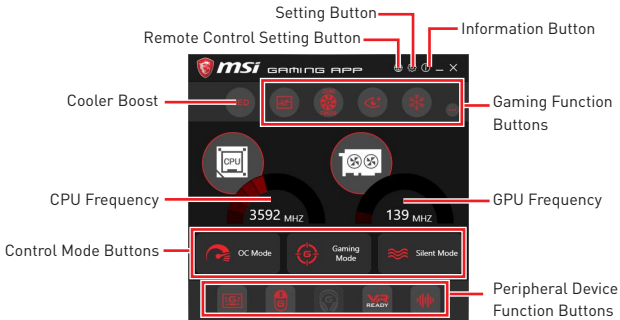 Setting Button
Remote Control Setting Button
Information Button
msi GAMING APP
Cooler Boost
LED
Gaming Function
Buttons
CPU
CPU Frequency
3592 MHZ
139 MHZ
GPU Frequency
Control Mode Buttons
OC Mode
Gaming
Mode
Silent Mode
G
G
G
G
VR
READY
Peripheral Device
Function Buttons